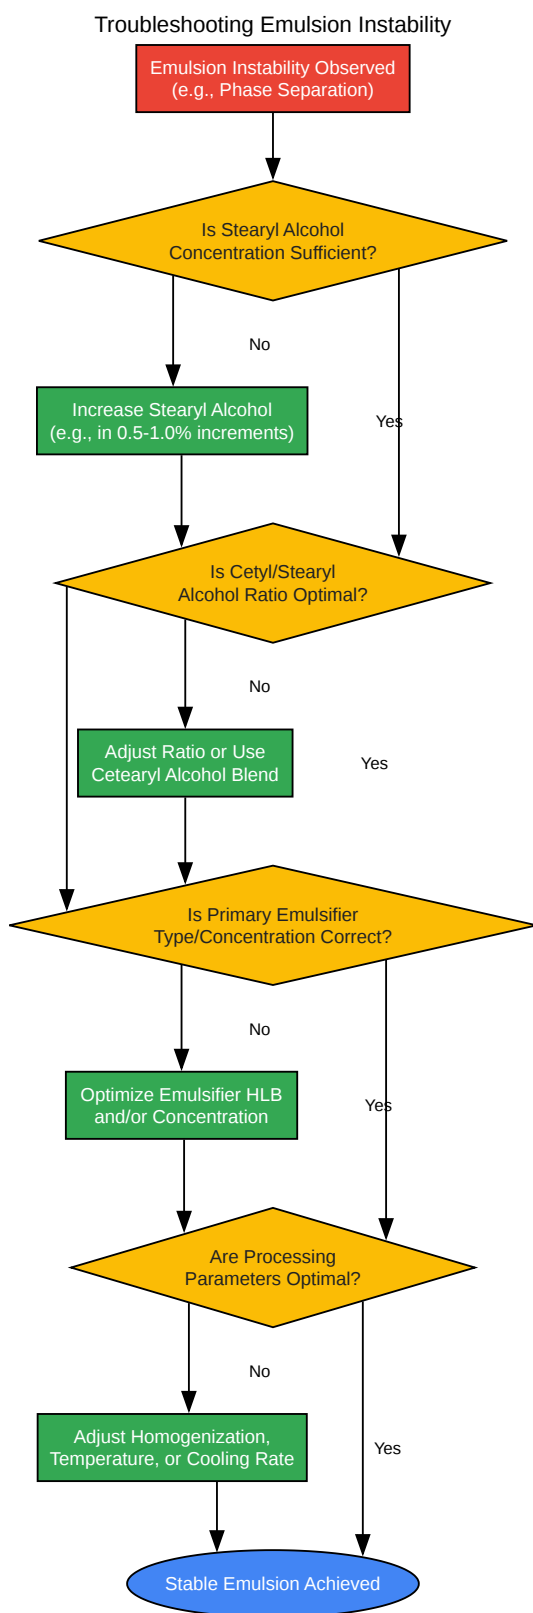 Troubleshooting Emulsion Instability
Emulsion Instability Observed
(e.g., Phase Separation)
Is Stearyl Alcohol
Concentration Sufficient?
No
Increase Stearyl Alcohol
(e.g., in 0.5-1.0% increments)
Yes
Is Cetyl/Stearyl
Alcohol Ratio Optimal?
No
Adjust Ratio or Use
Cetearyl Alcohol Blend
Yes
Is Primary Emulsifier
Type/Concentration Correct?
No
Optimize Emulsifier HLB
and/or Concentration
Yes
Are Processing
Parameters Optimal?
No
Adjust Homogenization,
Temperature, or Cooling Rate
Yes
Stable Emulsion Achieved